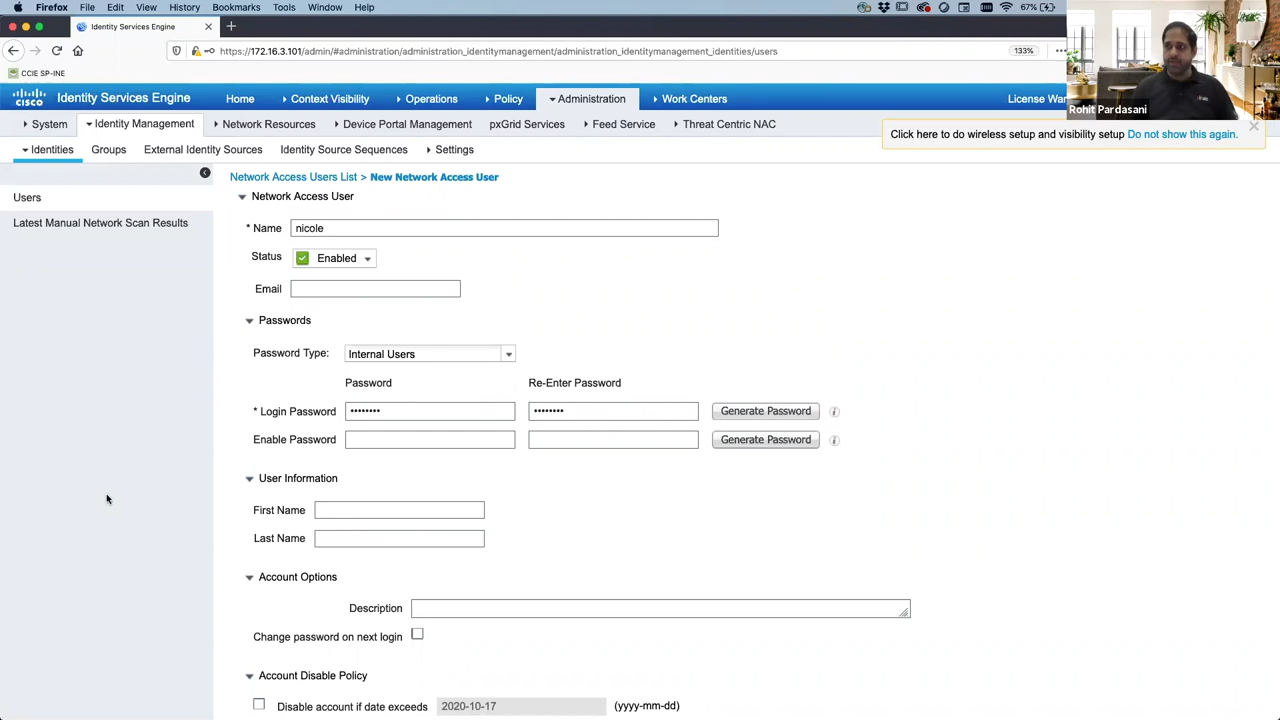 Firefox File Edit View History Bookmarks Tools Window Help 67%
Identity Services Engine
https://172.16.3.101/admin/#administration/administration_identitymanagement/administration_identitymanagement_identities/users 133%
CCIE SP-INE
Rohit Pardasani
cisco Identity Services Engine Home Context Visibility Operations Policy Administration Work Centers License War
System Identity Management Network Resources Device Portal Management pxGrid Services Feed Service Threat Centric NAC
Click here to do wireless setup and visibility setup Do not show this again.
Identities Groups External Identity Sources Identity Source Sequences Settings
Users
Latest Manual Network Scan Results
Network Access Users List > New Network Access User
Network Access User
* Name nicole
Status Enabled
Email
Passwords
Password Type: Internal Users
Password Re-Enter Password
* Login Password •••••••• •••••••• Generate Password i
Enable Password Generate Password i
User Information
First Name
Last Name
Account Options
Description
Change password on next login
Account Disable Policy
Disable account if date exceeds 2020-10-17 (yyyy-mm-dd)